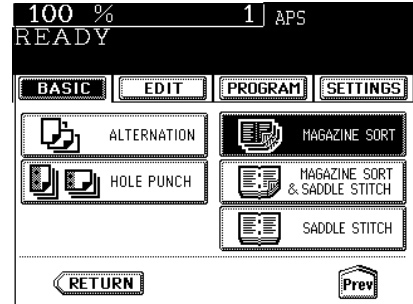 100 % 1 APS
READY
BASIC EDIT PROGRAM SETTINGS
ALTERNATION
MAGAZINE SORT
HOLE PUNCH
MAGAZINE SORT
& SADDLE STITCH
SADDLE STITCH
RETURN Prev